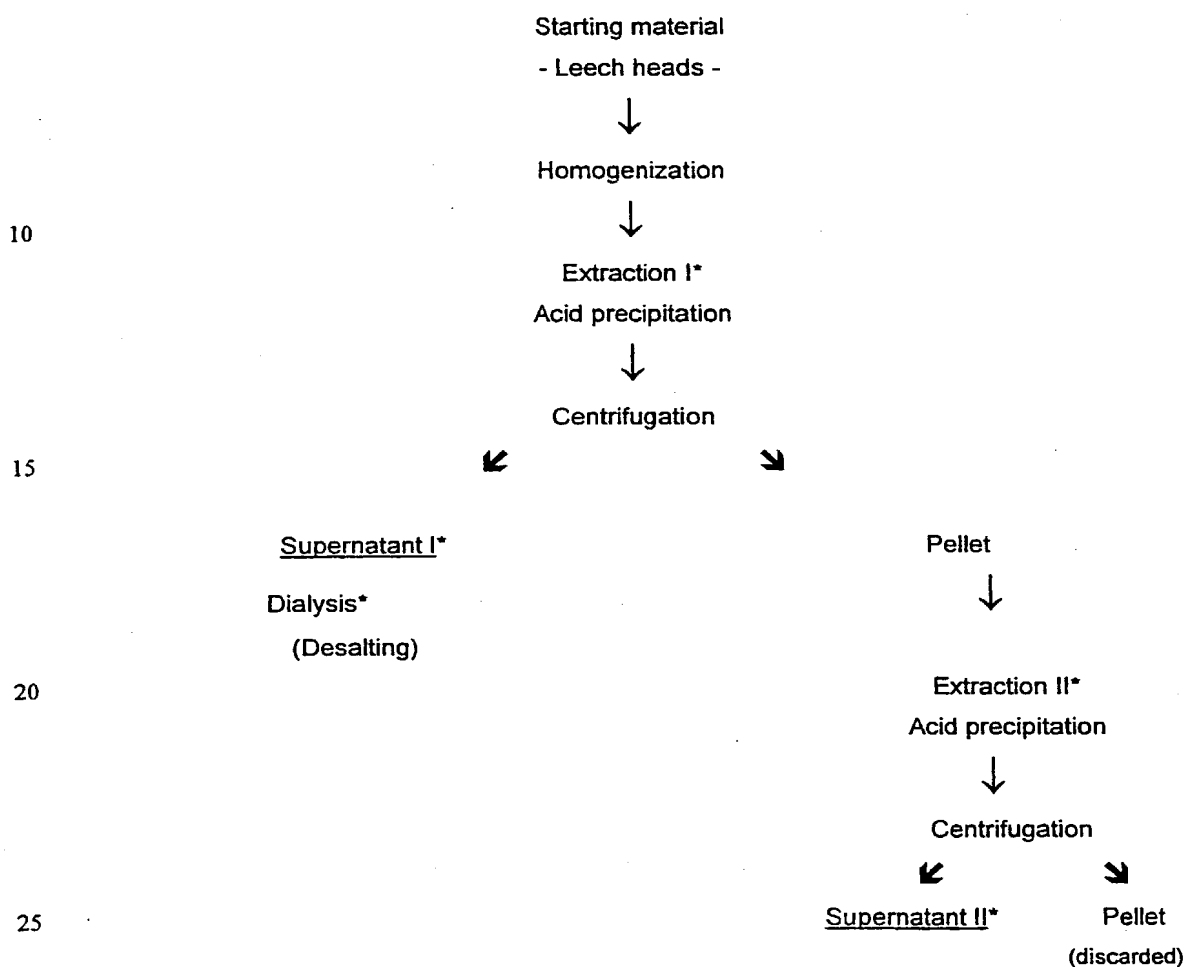 Starting material
- Leech heads -
↓
Homogenization
↓
10
Extraction I*
Acid precipitation
↓
Centrifugation
15
Supernatant I* Pellet
↓
Dialysis*
(Desalting)
20 Extraction II*
Acid precipitation
↓
Centrifugation
25 Supernatant II* Pellet
(discarded)